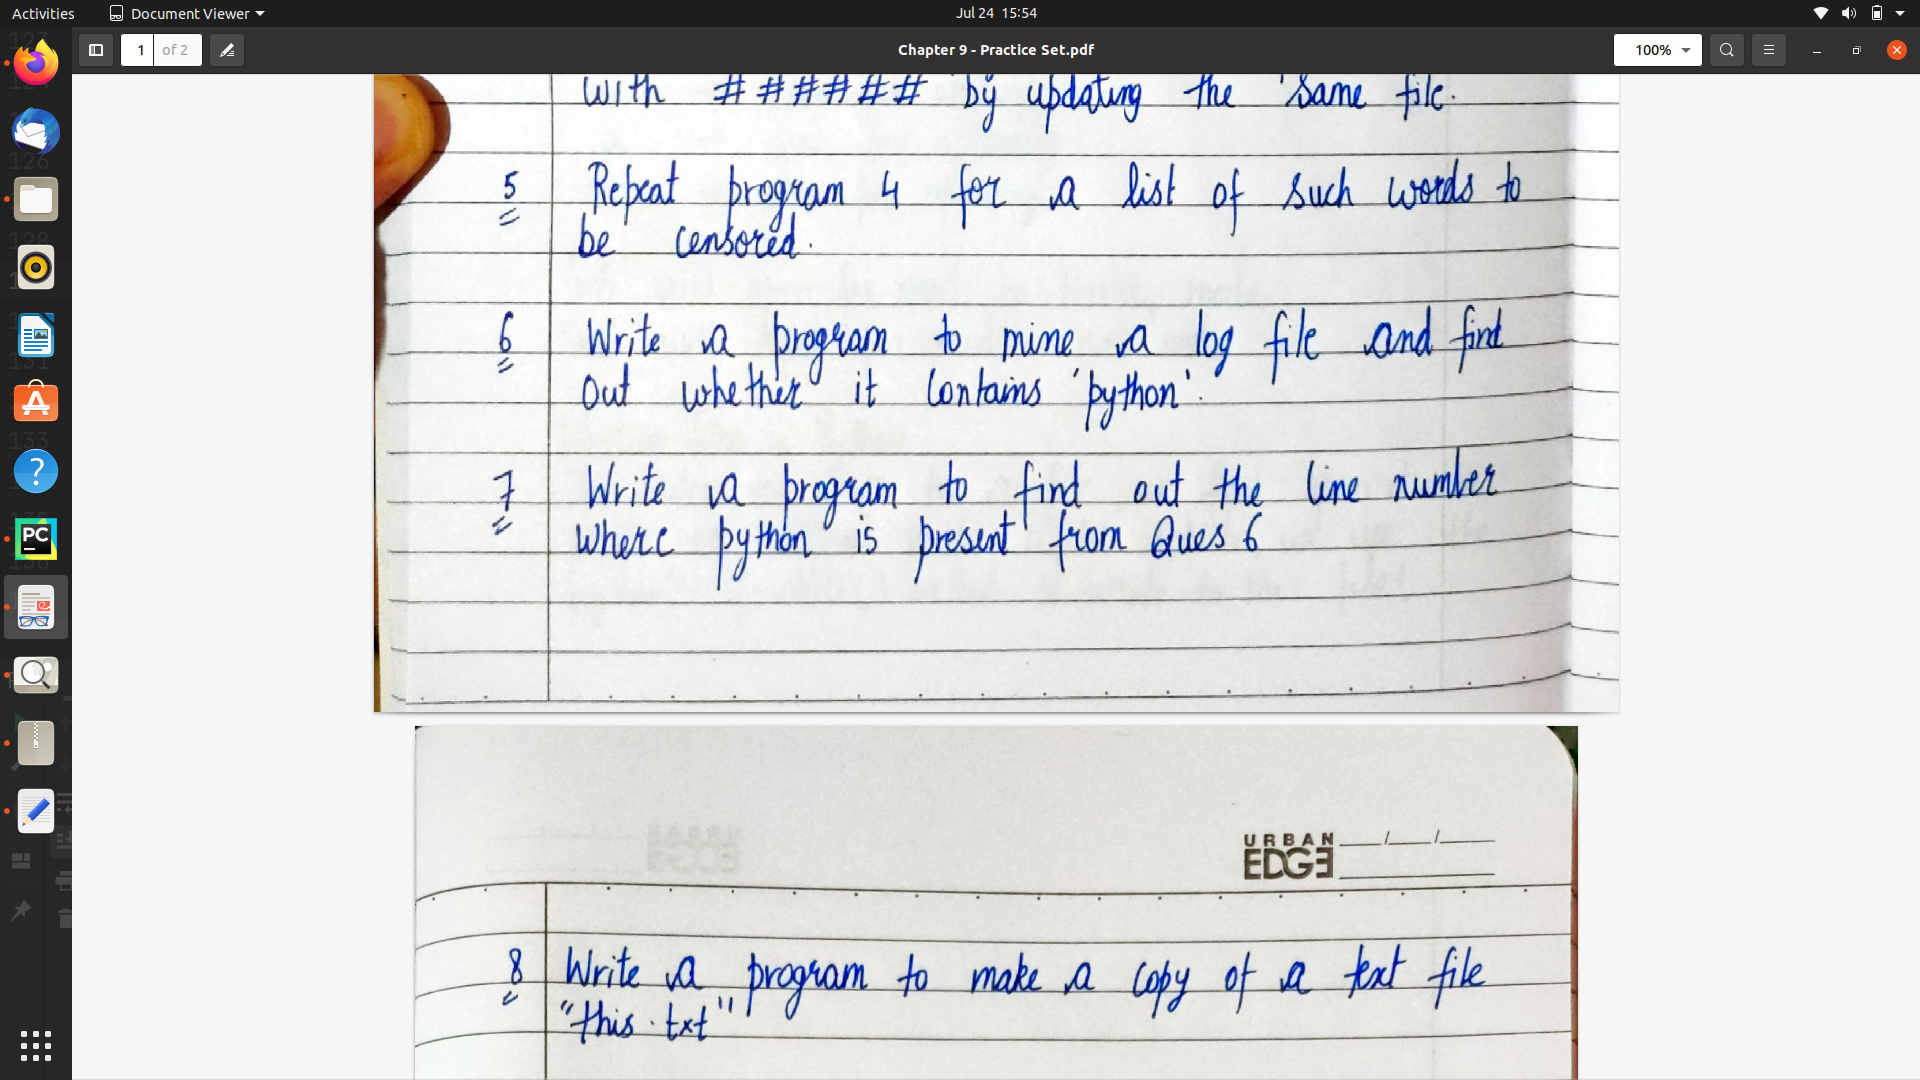 Activities Document Viewer Jul 24 15:54
1 of 2 Chapter 9 - Practice Set.pdf 100%
with ###### by updating the same file.
5 Repeat program 4 for a list of such words to
be censored.
6 Write a program to mine a log file and find
out whether it contains 'python'.
7 Write a program to find out the line number
where python is present from Ques 6
URBAN
EDGE
8 Write a program to make a copy of a text file
"this.txt"